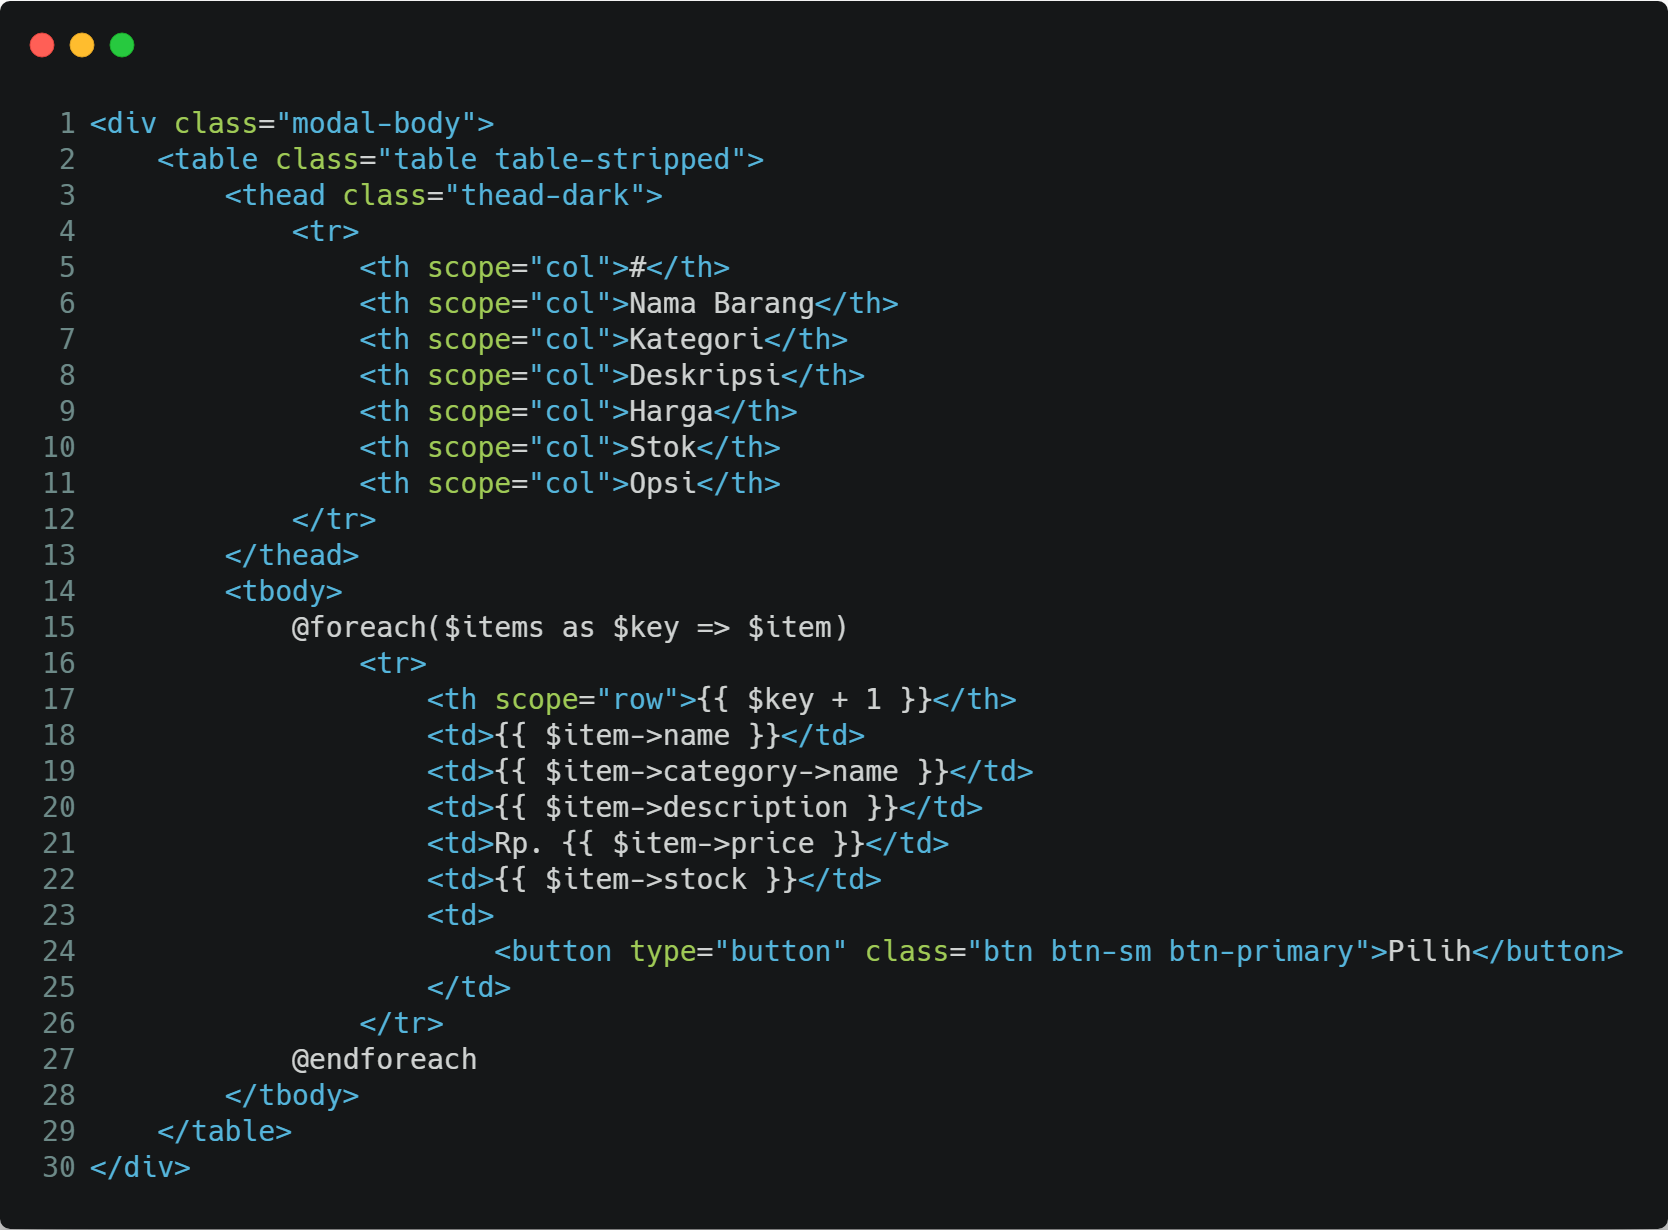 1 <div class="modal-body">
2     <table class="table table-stripped">
3         <thead class="thead-dark">
4             <tr>
5                 <th scope="col">#</th>
6                 <th scope="col">Nama Barang</th>
7                 <th scope="col">Kategori</th>
8                 <th scope="col">Deskripsi</th>
9                 <th scope="col">Harga</th>
10                 <th scope="col">Stok</th>
11                 <th scope="col">Opsi</th>
12             </tr>
13         </thead>
14         <tbody>
15             @foreach($items as $key => $item)
16                 <tr>
17                     <th scope="row">{{ $key + 1 }}</th>
18                     <td>{{ $item->name }}</td>
19                     <td>{{ $item->category->name }}</td>
20                     <td>{{ $item->description }}</td>
21                     <td>Rp. {{ $item->price }}</td>
22                     <td>{{ $item->stock }}</td>
23                     <td>
24                         <button type="button" class="btn btn-sm btn-primary">Pilih</button>
25                     </td>
26                 </tr>
27             @endforeach
28         </tbody>
29     </table>
30 </div>